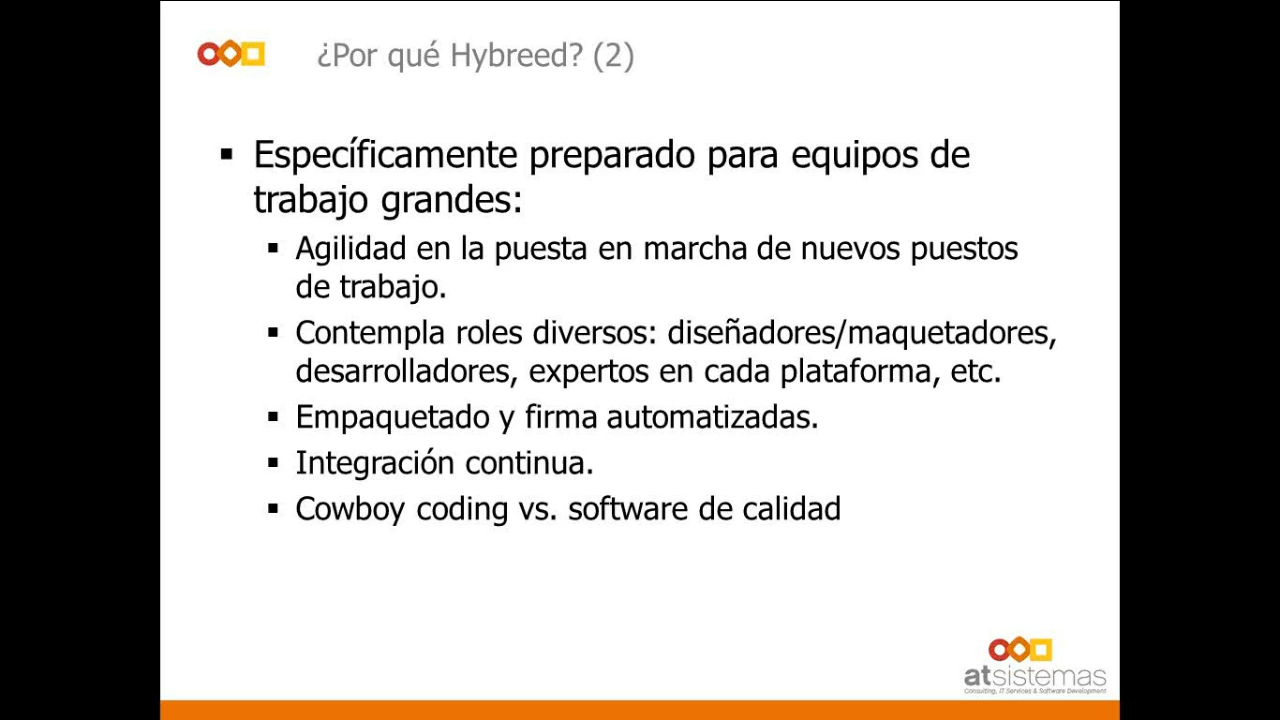 ¿Por qué Hybreed? (2)
▪ Específicamente preparado para equipos de
trabajo grandes:
▪ Agilidad en la puesta en marcha de nuevos puestos
de trabajo.
▪ Contempla roles diversos: diseñadores/maquetadores,
desarrolladores, expertos en cada plataforma, etc.
▪ Empaquetado y firma automatizadas.
▪ Integración continua.
▪ Cowboy coding vs. software de calidad
atsistemas
Consulting, IT Services & Software Development